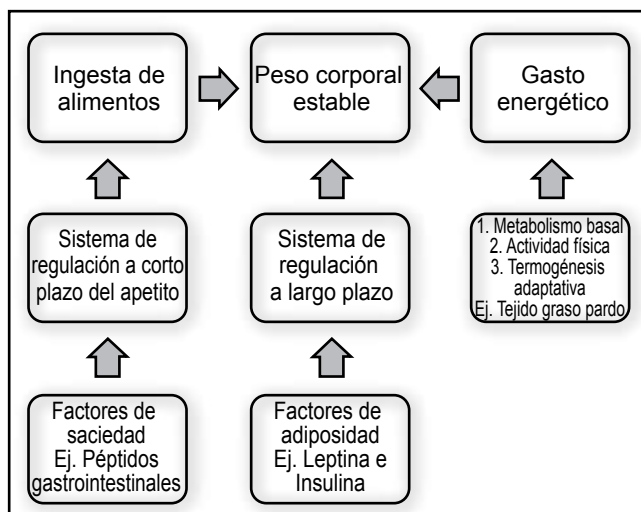 Ingesta de
alimentos
Peso corporal
estable
Gasto
energético
Sistema de
regulación a corto
plazo del apetito
Sistema de
regulación
a largo plazo
1. Metabolismo basal
2. Actividad física
3. Termogénesis
adaptativa
Ej. Tejido graso pardo
Factores de
saciedad
Ej. Péptidos
gastrointestinales
Factores de
adiposidad
Ej. Leptina e
Insulina